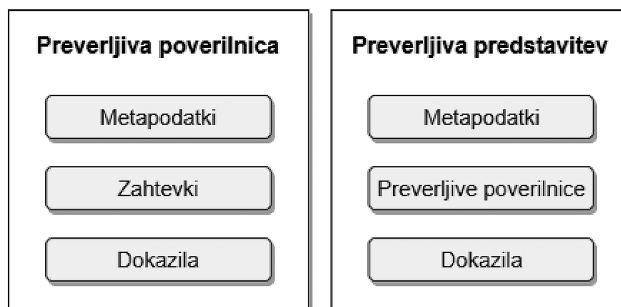 Preverljiva poverilnica
Metapodatki
Zahtevki
Dokazila
Preverljiva predstavitev
Metapodatki
Preverljive poverilnice
Dokazila